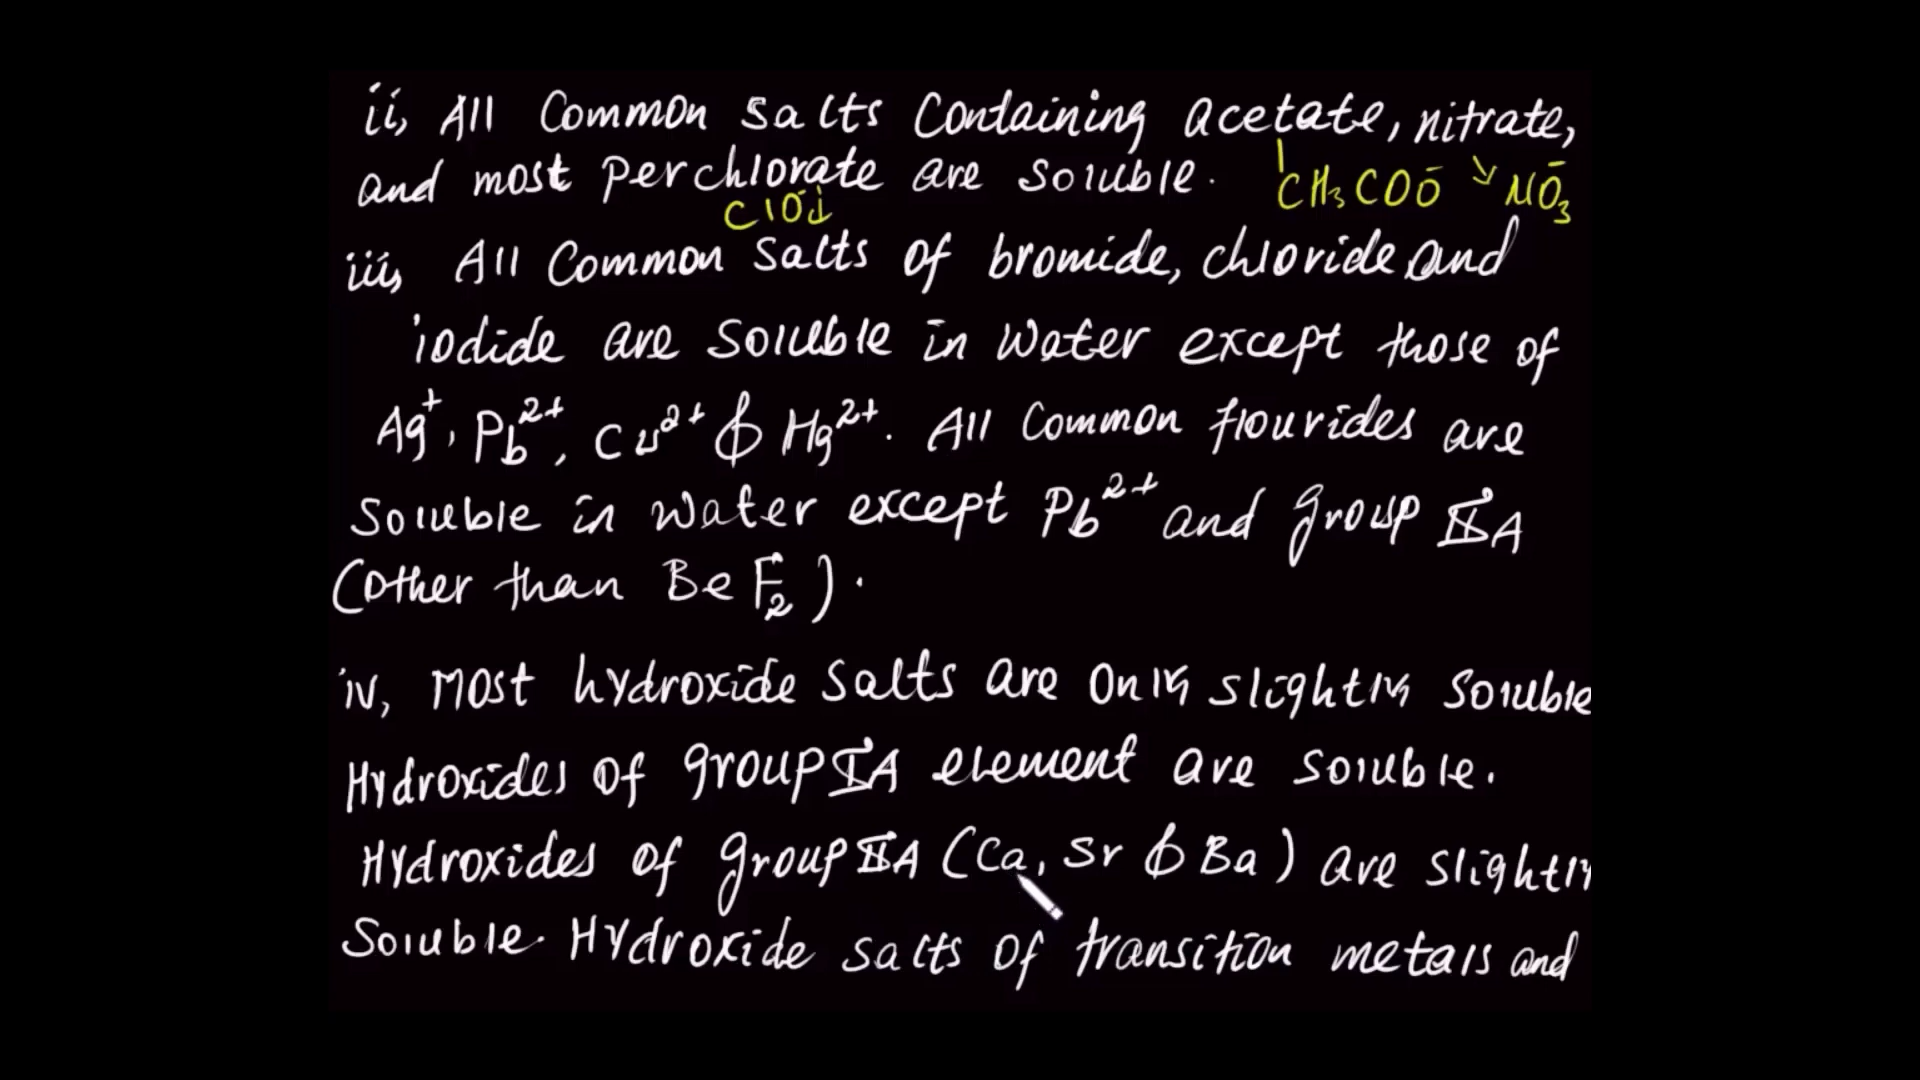 ii, All Common salts Containing acetate, nitrate,
and most perchlorate are soluble.
CH₃COO⁻ NO₃⁻
ClO₄⁻
iii, All Common Salts of bromide, chloride and
iodide are Soluble in Water except those of
Ag⁺, Pb²⁺, Cu²⁺ & Hg²⁺. All Common flourides are
Soluble in water except Pb²⁺ and group IIA
(Other than BeF₂).
iv, Most hydroxide salts are Only slightly Soluble
Hydroxides of group IA element are soluble.
Hydroxides of group IIA (Ca, Sr & Ba) are slightly
Soluble. Hydroxide salts of transition metals and